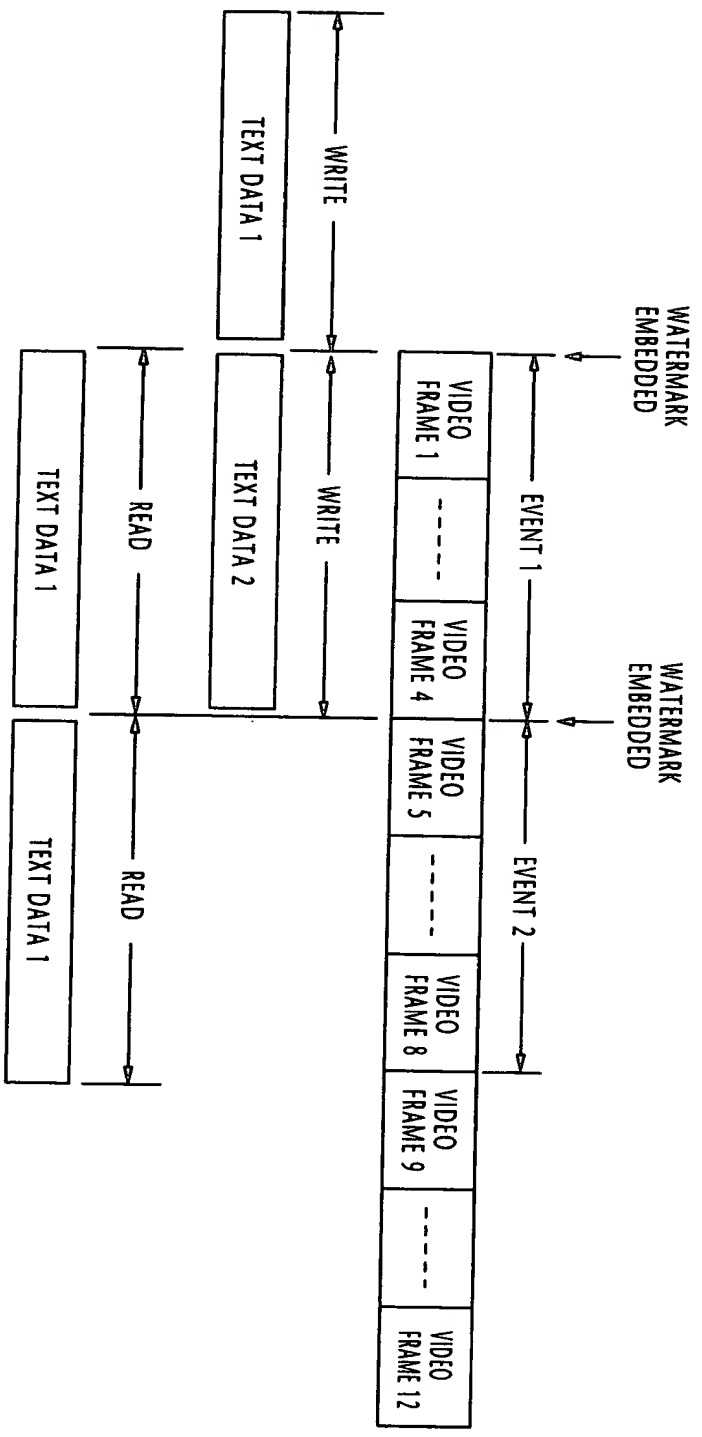 WATERMARK
EMBEDDED
WATERMARK
EMBEDDED
EVENT 1
EVENT 2
VIDEO
FRAME 1
-----
VIDEO
FRAME 4
VIDEO
FRAME 5
-----
VIDEO
FRAME 8
VIDEO
FRAME 9
-----
VIDEO
FRAME 12
WRITE
WRITE
TEXT DATA 1
TEXT DATA 2
READ
READ
TEXT DATA 1
TEXT DATA 1